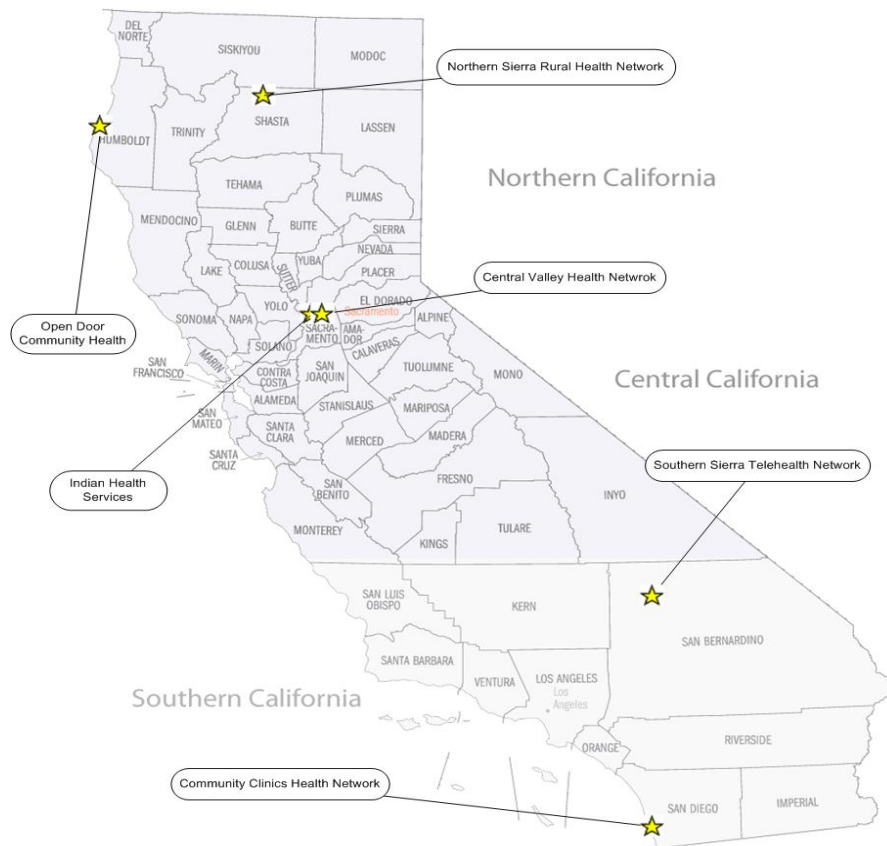 DEL
NORTE
SISKIYOU
MODOC
Northern Sierra Rural Health Network
HUMBOLDT
TRINITY
SHASTA
LASSEN
Northern California
TEHAMA
PLUMAS
MENDOCINO
GLENN
BUTTE
SIERRA
NEVADA
YUBA
PLACER
LAKE
COLUSA
SUTTER
Central Valley Health Netwrok
EL DORADO
Sacramento
YOLO
SONOMA
NAPA
Open Door
Community Health
SACRA-
MENTO
AMA-
DOR
ALPINE
SOLANO
CALAVERAS
MARIN
SAN
FRANCISCO
CONTRA
COSTA
SAN
JOAQUIN
TUOLUMNE
MONO
Central California
ALAMEDA
STANISLAUS
MARIPOSA
SAN
MATEO
SANTA
CLARA
MERCED
MADERA
SANTA
CRUZ
Southern Sierra Telehealth Network
Indian Health
Services
SAN
BENITO
FRESNO
INYO
MONTEREY
KINGS
TULARE
SAN LUIS
OBISPO
KERN
SAN BERNARDINO
SANTA BARBARA
VENTURA
LOS ANGELES
Los
Angeles
Southern California
ORANGE
RIVERSIDE
Community Clinics Health Network
SAN DIEGO
IMPERIAL